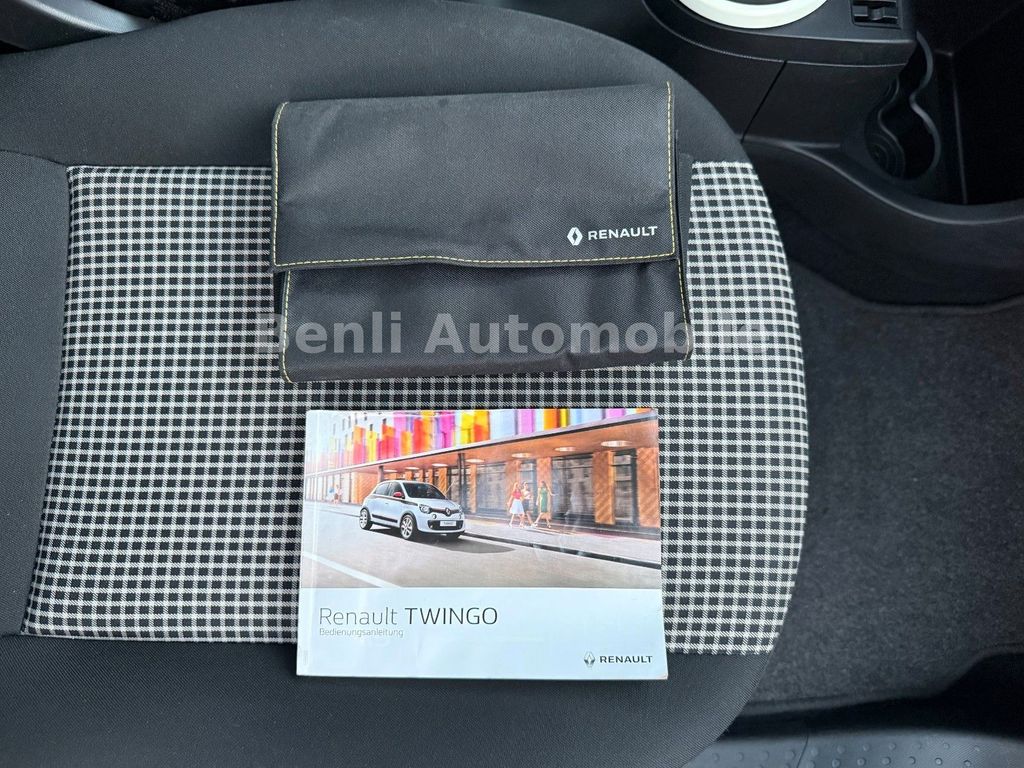 RENAULT
Benli Automobile
Renault TWINGO
Bedienungsanleitung
RENAULT